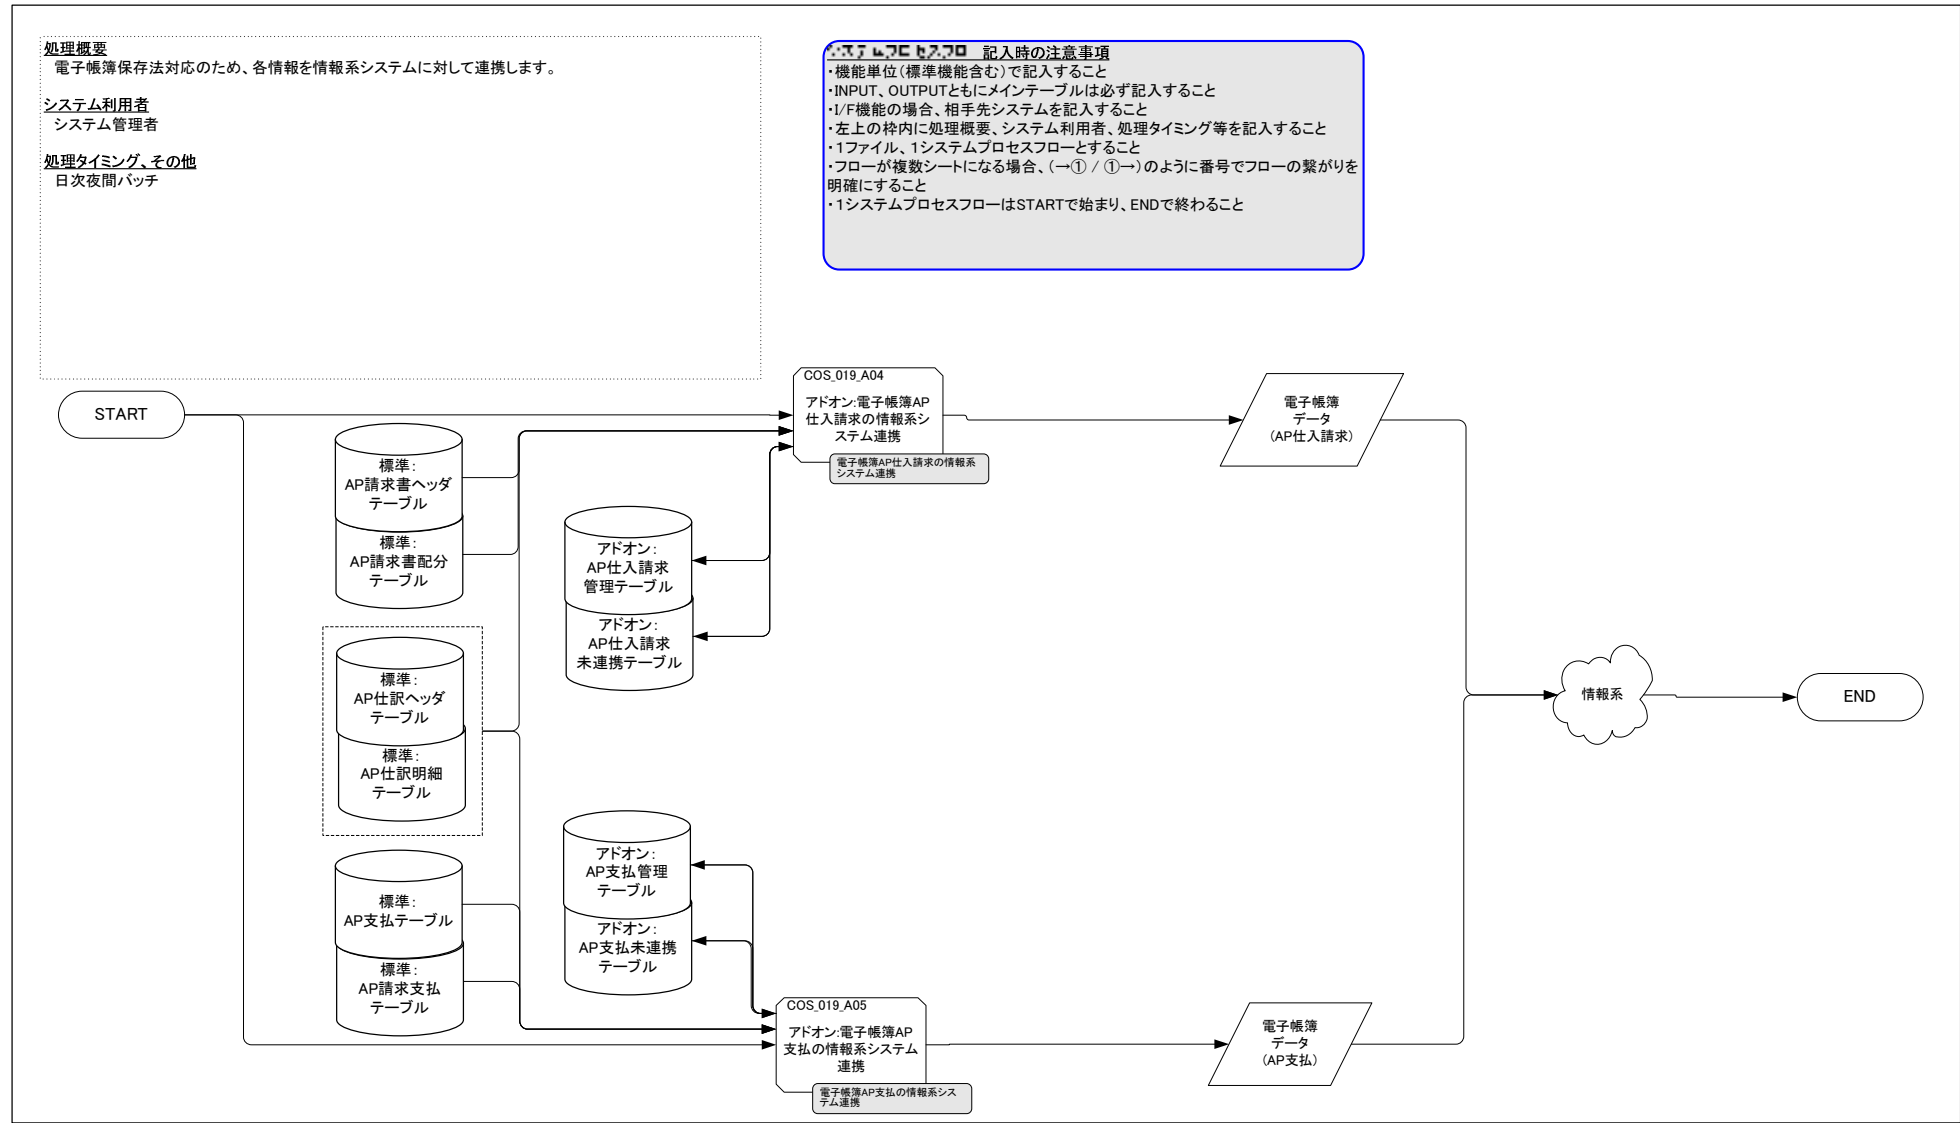 処理概要
電子帳簿保存法対応のため、各情報を情報系システムに対して連携します。
システム利用者
システム管理者
処理タイミング、その他
日次夜間バッチ
記入時の注意事項
・機能単位(標準機能含む)で記入すること
・INPUT、OUTPUTともにメインテーブルは必ず記入すること
・I/F機能の場合、相手先システムを記入すること
・左上の枠内に処理概要、システム利用者、処理タイミング等を記入すること
・1ファイル、1システムプロセスフローとすること
・フローが複数シートになる場合、(→① / ①→)のように番号でフローの繋がりを
明確にすること
・1システムプロセスフローはSTARTで始まり、ENDで終わること
START
COS_019_A04
アドオン:電子帳簿AP
仕入請求の情報系シ
ステム連携
電子帳簿AP仕入請求の情報系
システム連携
電子帳簿
データ
(AP仕入請求)
標準:
AP請求書ヘッダ
テーブル
標準:
AP請求書配分
テーブル
アドオン:
AP仕入請求
管理テーブル
アドオン:
AP仕入請求
未連携テーブル
標準:
AP仕訳ヘッダ
テーブル
標準:
AP仕訳明細
テーブル
情報系
END
アドオン:
AP支払管理
テーブル
アドオン:
AP支払未連携
テーブル
標準:
AP支払テーブル
標準:
AP請求支払
テーブル
COS_019_A05
アドオン:電子帳簿AP
支払の情報系システム
連携
電子帳簿AP支払の情報系シス
テム連携
電子帳簿
データ
(AP支払)